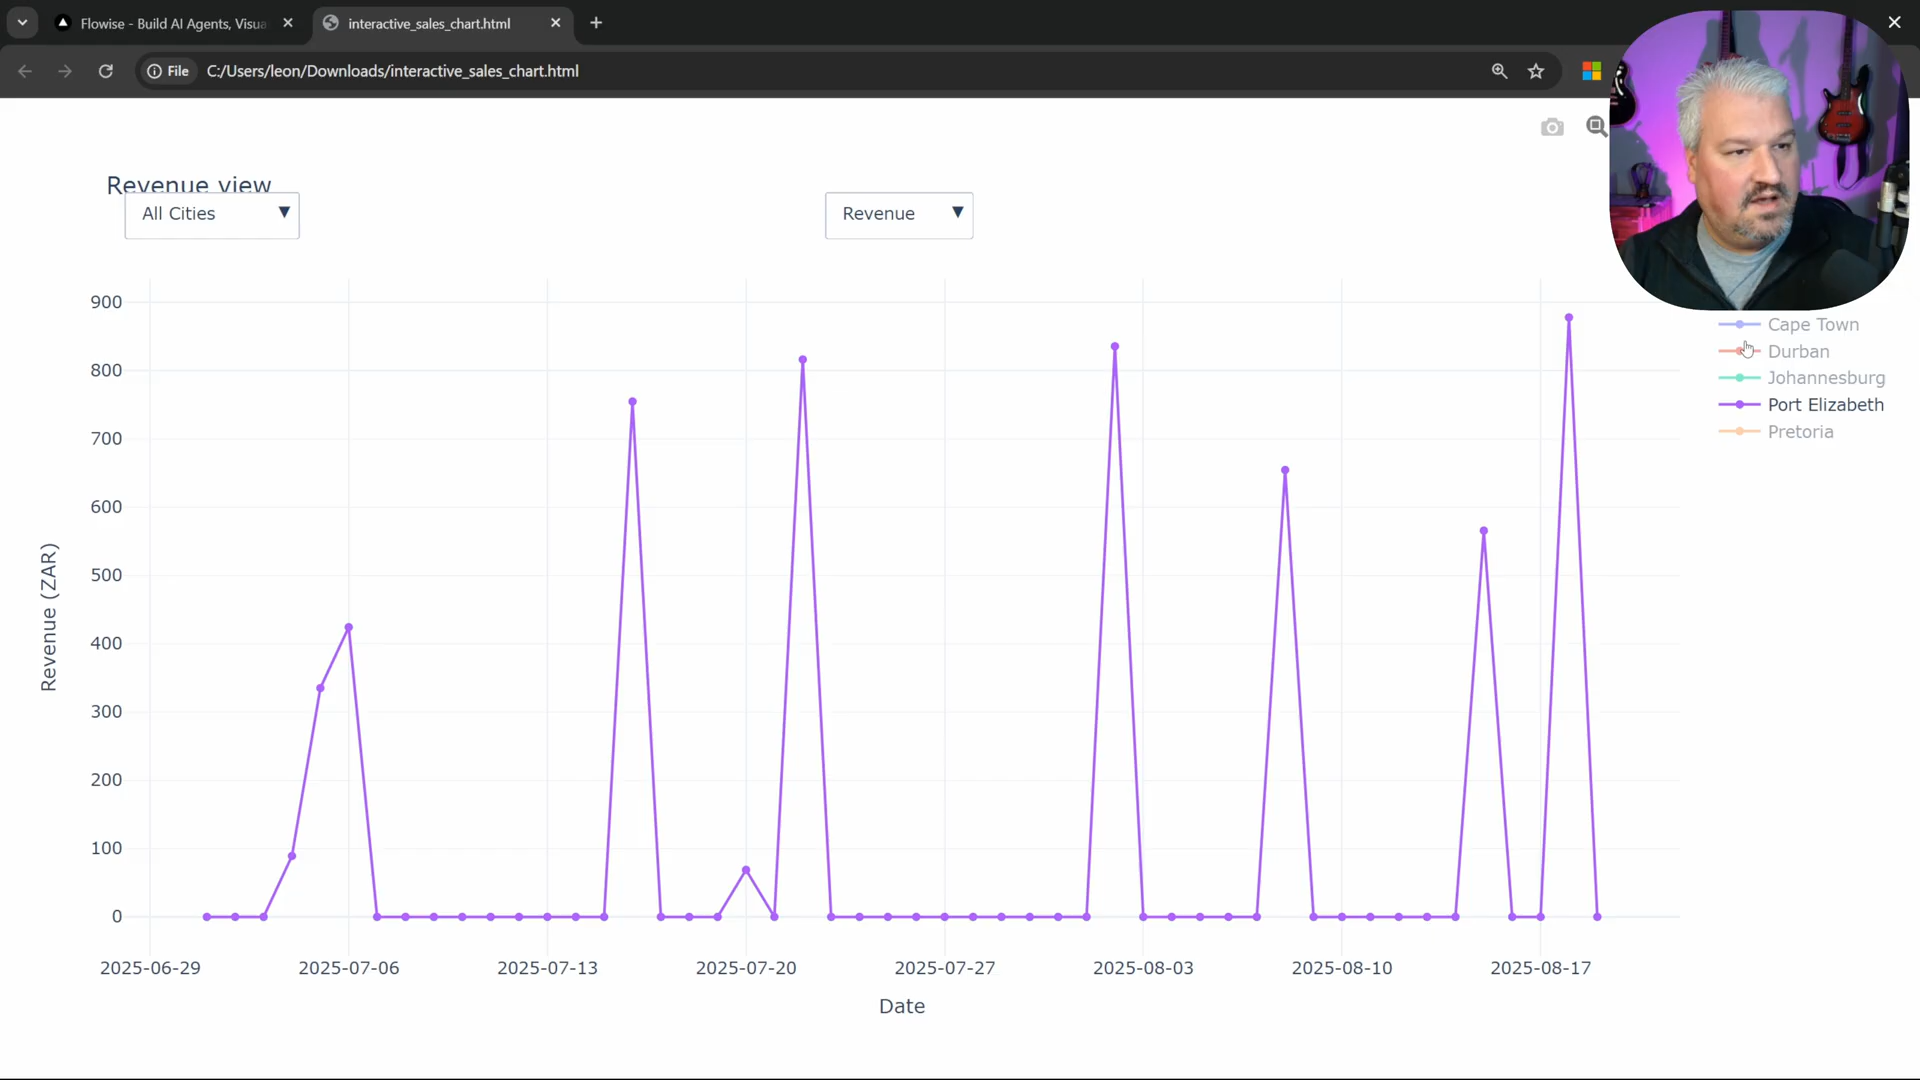 Flowise - Build AI Agents, Visua
interactive_sales_chart.html
File
C:/Users/leon/Downloads/interactive_sales_chart.html
Revenue view
All Cities
Revenue
900
800
700
600
500
400
300
200
100
0
Revenue (ZAR)
2025-06-29
2025-07-06
2025-07-13
2025-07-20
2025-07-27
2025-08-03
2025-08-10
2025-08-17
Date
Cape Town
Durban
Johannesburg
Port Elizabeth
Pretoria